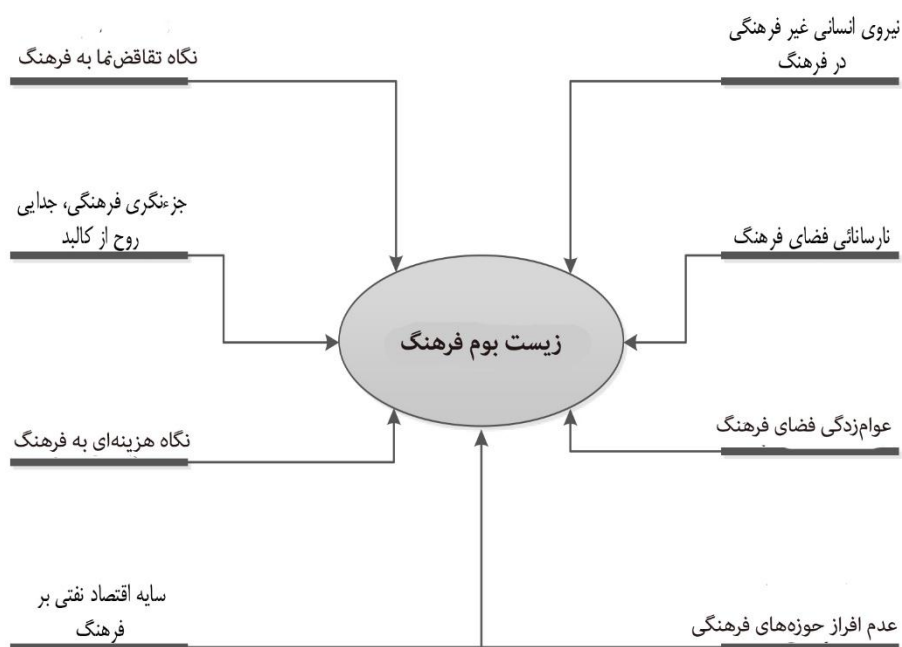 نیروی انسانی غیر فرهنگی
در فرهنگ
نگاه تقاقض‌نما به فرهنگ
نارسانائی فضای فرهنگ
جزءنگری فرهنگی، جدایی
روح از کالبد
زیست بوم فرهنگ
عوام‌زدگی فضای فرهنگ
نگاه هزینه‌ای به فرهنگ
عدم افراز حوزه‌های فرهنگی
سایه اقتصاد نفتی بر
فرهنگ